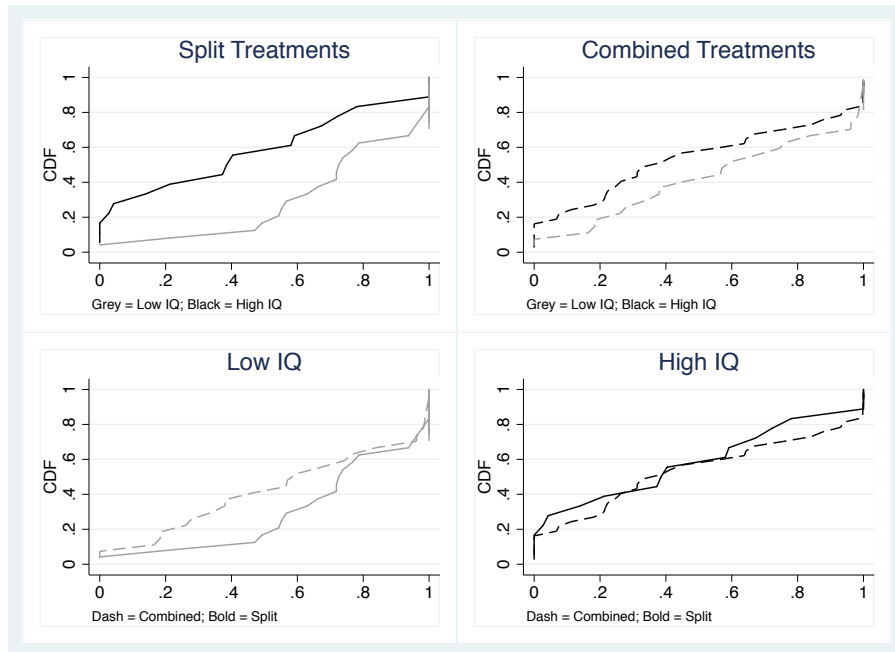 Split Treatments
CDF
1
.8
.6
.4
.2
0
0 .2 .4 .6 .8 1
Grey = Low IQ; Black = High IQ
Combined Treatments
CDF
1
.8
.6
.4
.2
0
0 .2 .4 .6 .8 1
Grey = Low IQ; Black = High IQ
Low IQ
CDF
1
.8
.6
.4
.2
0
0 .2 .4 .6 .8 1
Dash = Combined; Bold = Split
High IQ
CDF
1
.8
.6
.4
.2
0
0 .2 .4 .6 .8 1
Dash = Combined; Bold = Split